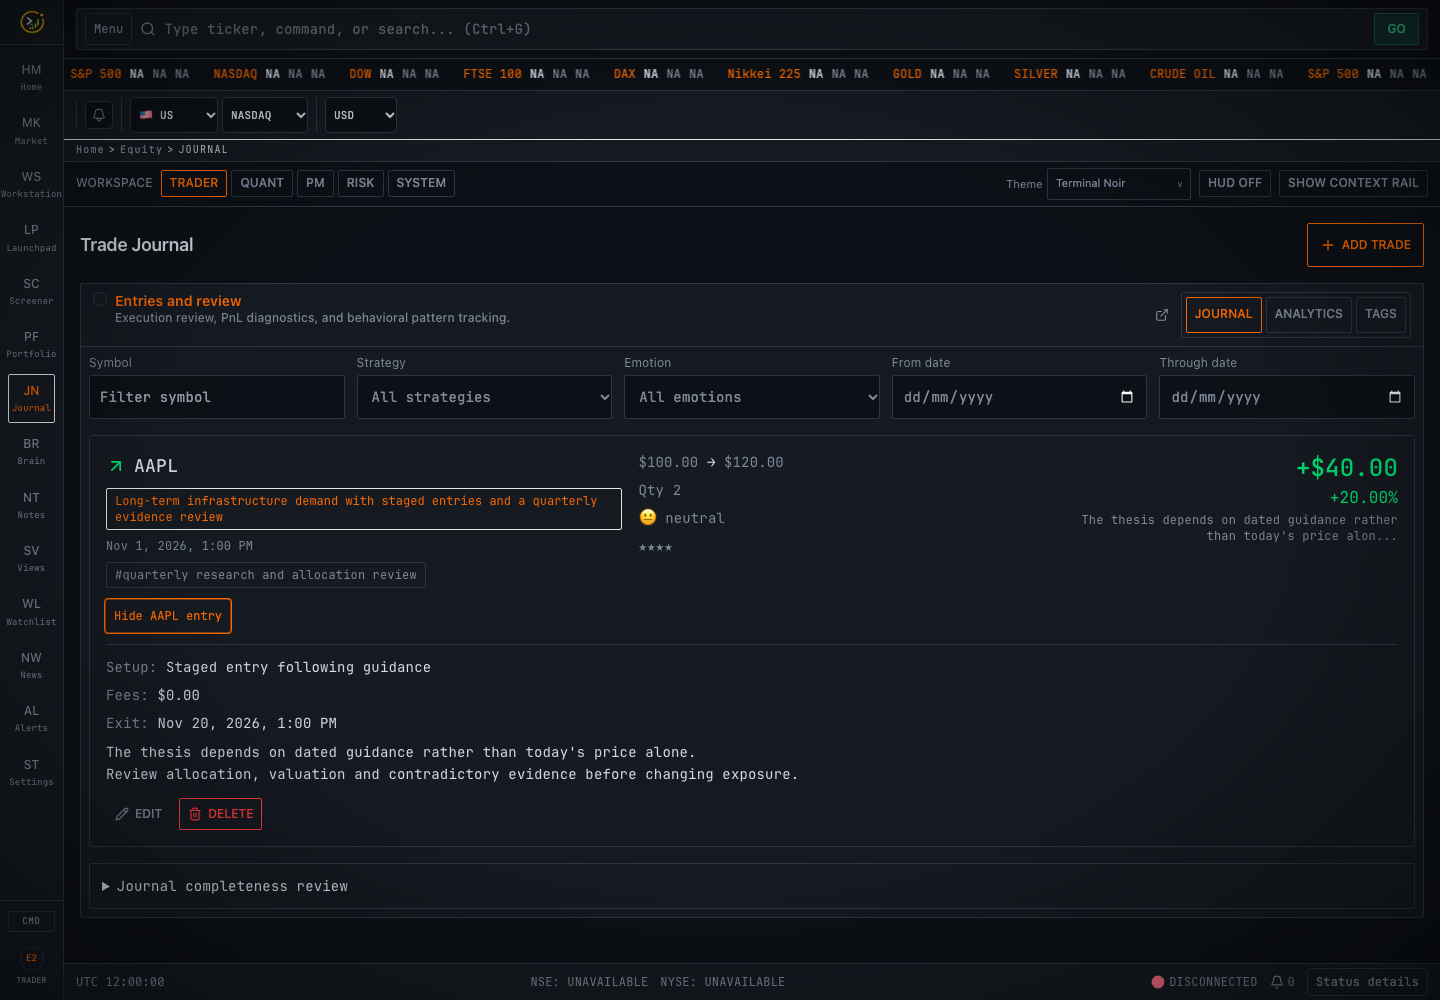 Menu
Type ticker, command, or search... (Ctrl+G)
GO
S&P 500 NA NA NA NASDAQ NA NA NA DOW NA NA NA FTSE 100 NA NA NA DAX NA NA NA Nikkei 225 NA NA NA GOLD NA NA NA SILVER NA NA NA CRUDE OIL NA NA NA S&P 500 NA NA NA
🇺🇸 US NASDAQ USD
Home > Equity > JOURNAL
WORKSPACE TRADER QUANT PM RISK SYSTEM
Theme Terminal Noir v HUD OFF SHOW CONTEXT RAIL
HM
Home
MK
Market
WS
Workstation
LP
Launchpad
SC
Screener
PF
Portfolio
JN
Journal
BR
Brain
NT
Notes
SV
Views
WL
Watchlist
NW
News
AL
Alerts
ST
Settings
CMD
E2
TRADER
Trade Journal
ADD TRADE
Entries and review
Execution review, PnL diagnostics, and behavioral pattern tracking.
JOURNAL ANALYTICS TAGS
Symbol Strategy Emotion From date Through date
Filter symbol All strategies All emotions dd/mm/yyyy dd/mm/yyyy
AAPL
Long-term infrastructure demand with staged entries and a quarterly
evidence review
Nov 1, 2026, 1:00 PM
#quarterly research and allocation review
Hide AAPL entry
$100.00 → $120.00
Qty 2
😐 neutral
★★★★
+$40.00
+20.00%
The thesis depends on dated guidance rather
than today's price alon...
Setup: Staged entry following guidance
Fees: $0.00
Exit: Nov 20, 2026, 1:00 PM
The thesis depends on dated guidance rather than today's price alone.
Review allocation, valuation and contradictory evidence before changing exposure.
EDIT DELETE
Journal completeness review
UTC 12:00:00 NSE: UNAVAILABLE NYSE: UNAVAILABLE DISCONNECTED 0 Status details